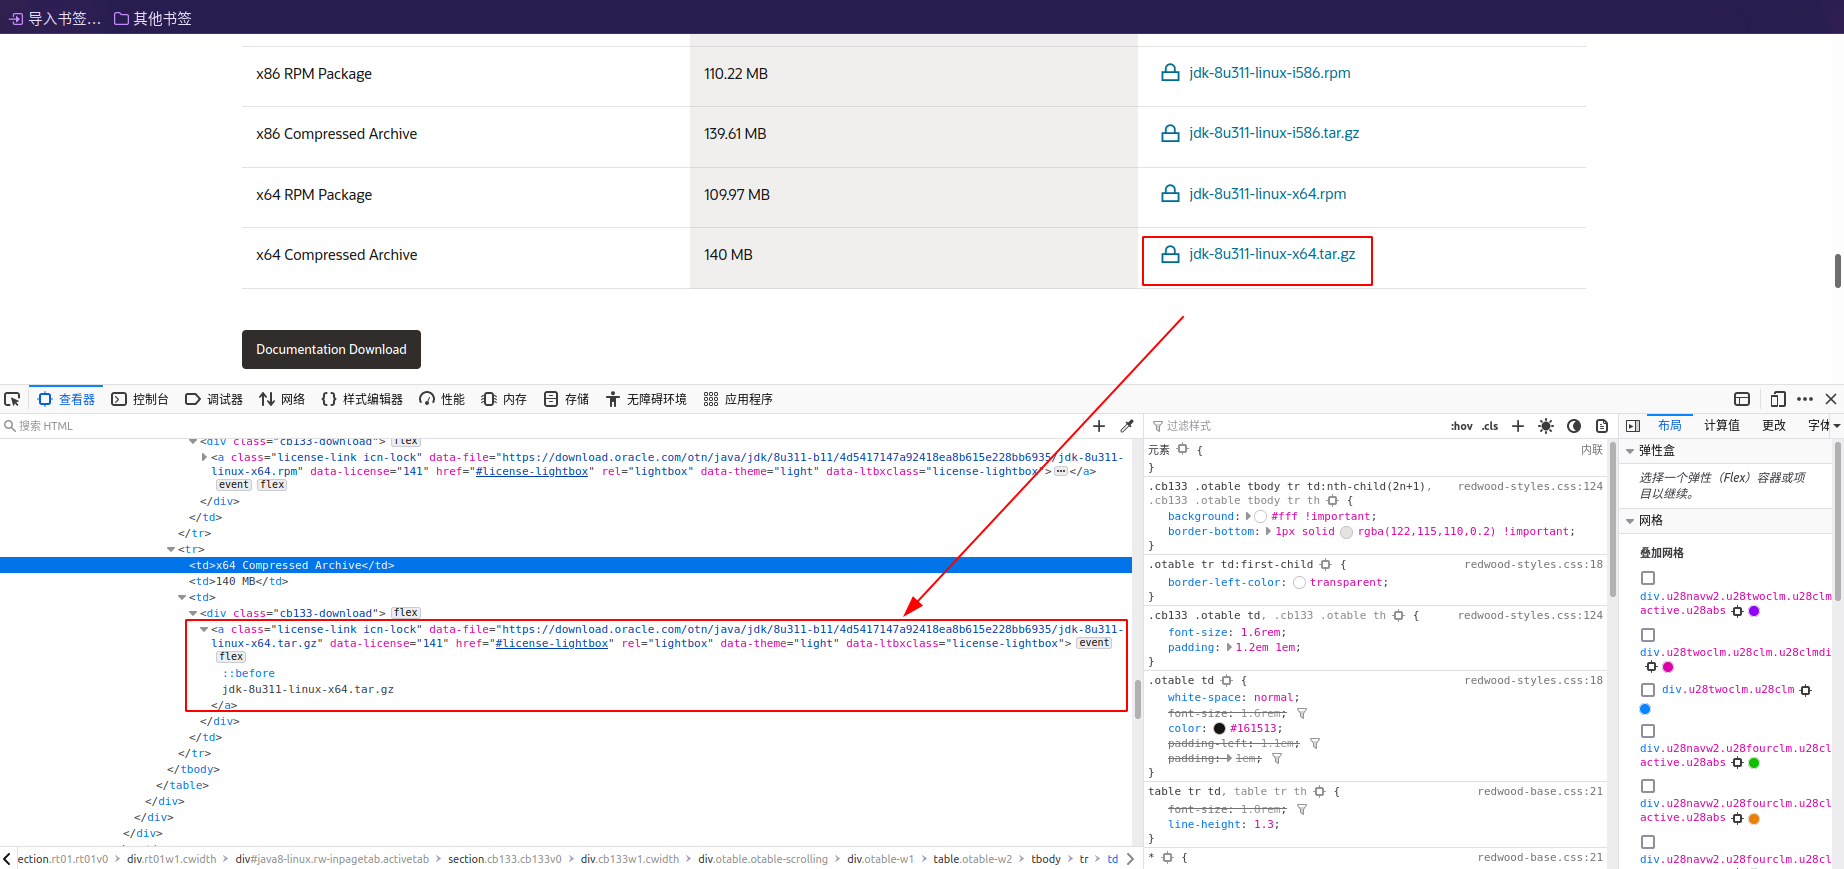 导入书签... 其他书签
x86 RPM Package 110.22 MB jdk-8u311-linux-i586.rpm
x86 Compressed Archive 139.61 MB jdk-8u311-linux-i586.tar.gz
x64 RPM Package 109.97 MB jdk-8u311-linux-x64.rpm
x64 Compressed Archive 140 MB jdk-8u311-linux-x64.tar.gz
Documentation Download
查看器 控制台 调试器 网络 {} 样式编辑器 性能 内存 存储 无障碍环境 应用程序
搜索 HTML
<div class="cb133-download"> flex
<a class="license-link icn-lock" data-file="https://download.oracle.com/otn/java/jdk/8u311-b11/4d5417147a92418ea8b615e228bb6935/jdk-8u311-
linux-x64.rpm" data-license="141" href="#license-lightbox" rel="lightbox" data-theme="light" data-ltbxclass="license-lightbox">…</a>
event flex
</div>
</td>
</tr>
<tr>
<td>x64 Compressed Archive</td>
<td>140 MB</td>
<td>
<div class="cb133-download"> flex
<a class="license-link icn-lock" data-file="https://download.oracle.com/otn/java/jdk/8u311-b11/4d5417147a92418ea8b615e228bb6935/jdk-8u311-
linux-x64.tar.gz" data-license="141" href="#license-lightbox" rel="lightbox" data-theme="light" data-ltbxclass="license-lightbox"> event
flex
::before
jdk-8u311-linux-x64.tar.gz
</a>
</div>
</td>
</tr>
</tbody>
</table>
</div>
</div>
</div>
ection.rt01.rt01v0 > div.rt01w1.cwidth > div#java8-linux.rw-inpagetab.activetab > section.cb133.cb133v0 > div.cb133w1.cwidth > div.otable.otable-scrolling > div.otable-w1 > table.otable-w2 > tbody > tr > td
过滤样式 :hov .cls
元素 { 内联
}
.cb133 .otable tbody tr td:nth-child(2n+1), redwood-styles.css:124
.cb133 .otable tbody tr th {
background: #fff !important;
border-bottom: 1px solid rgba(122,115,110,0.2) !important;
}
.otable tr td:first-child { redwood-styles.css:18
border-left-color: transparent;
}
.cb133 .otable td, .cb133 .otable th { redwood-styles.css:124
font-size: 1.6rem;
padding: 1.2em 1em;
}
.otable td { redwood-styles.css:18
white-space: normal;
font-size: 1.6rem;
color: #161513;
padding-left: 1.1em;
padding: 1em;
}
table tr td, table tr th { redwood-base.css:21
font-size: 1.8rem;
line-height: 1.3;
}
* { redwood-base.css:21
布局 计算值 更改 字体
弹性盒
选择一个弹性（Flex）容器或项
目以继续。
网格
叠加网格
div.u28navw2.u28twoclm.u28clm
active.u28abs
div.u28twoclm.u28clm.u28clmdi
div.u28twoclm.u28clm
div.u28navw2.u28fourclm.u28cl
active.u28abs
div.u28navw2.u28fourclm.u28cl
active.u28abs
div.u28navw2.u28fourclm.u28cl